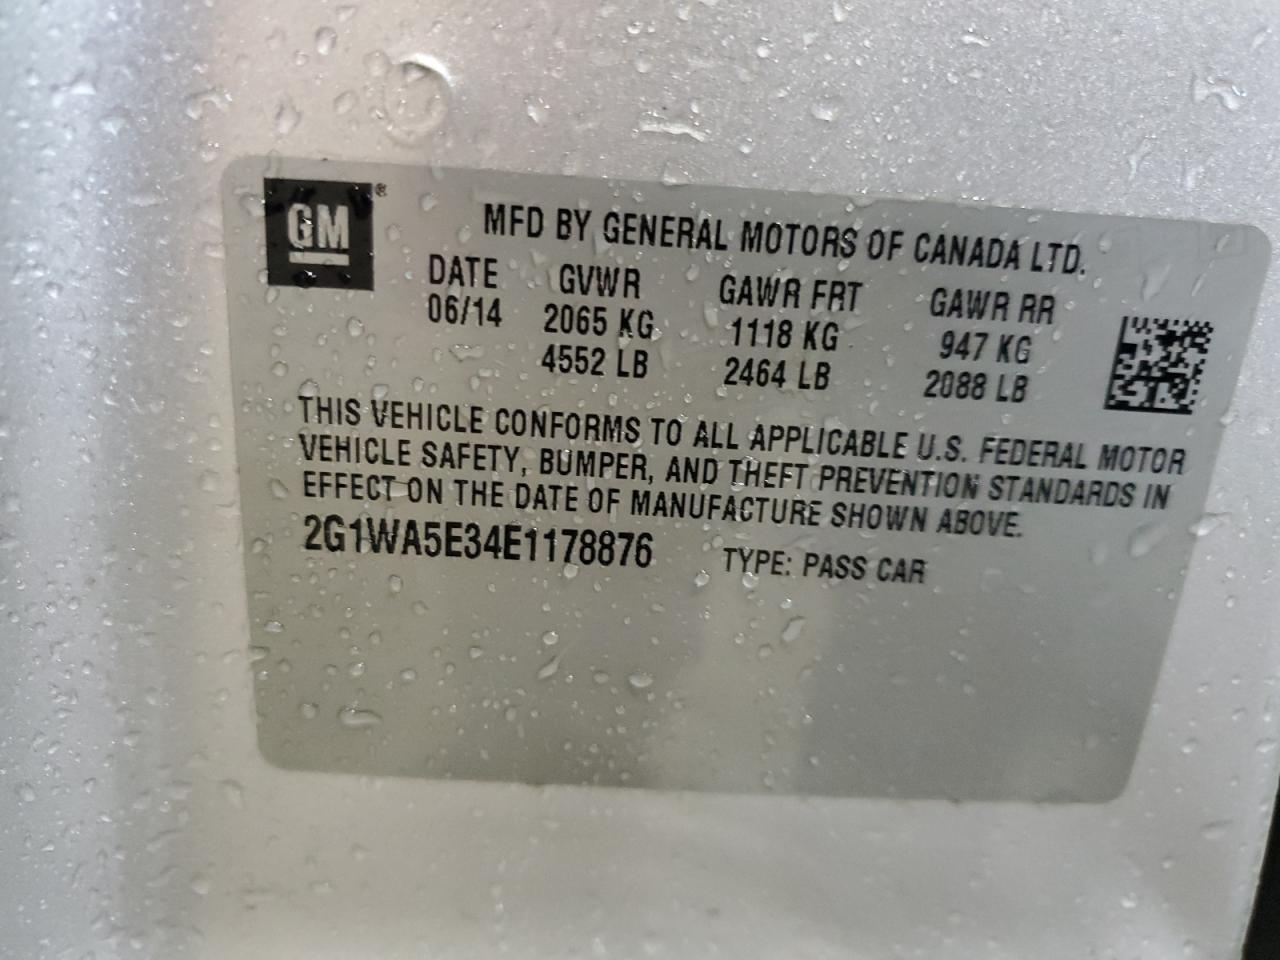 GM®
MFD BY GENERAL MOTORS OF CANADA LTD.
DATE GVWR GAWR FRT GAWR RR
06/14 2065 KG 1118 KG 947 KG
4552 LB 2464 LB 2088 LB
THIS VEHICLE CONFORMS TO ALL APPLICABLE U.S. FEDERAL MOTOR
VEHICLE SAFETY, BUMPER, AND THEFT PREVENTION STANDARDS IN
EFFECT ON THE DATE OF MANUFACTURE SHOWN ABOVE.
2G1WA5E34E1178876 TYPE: PASS CAR